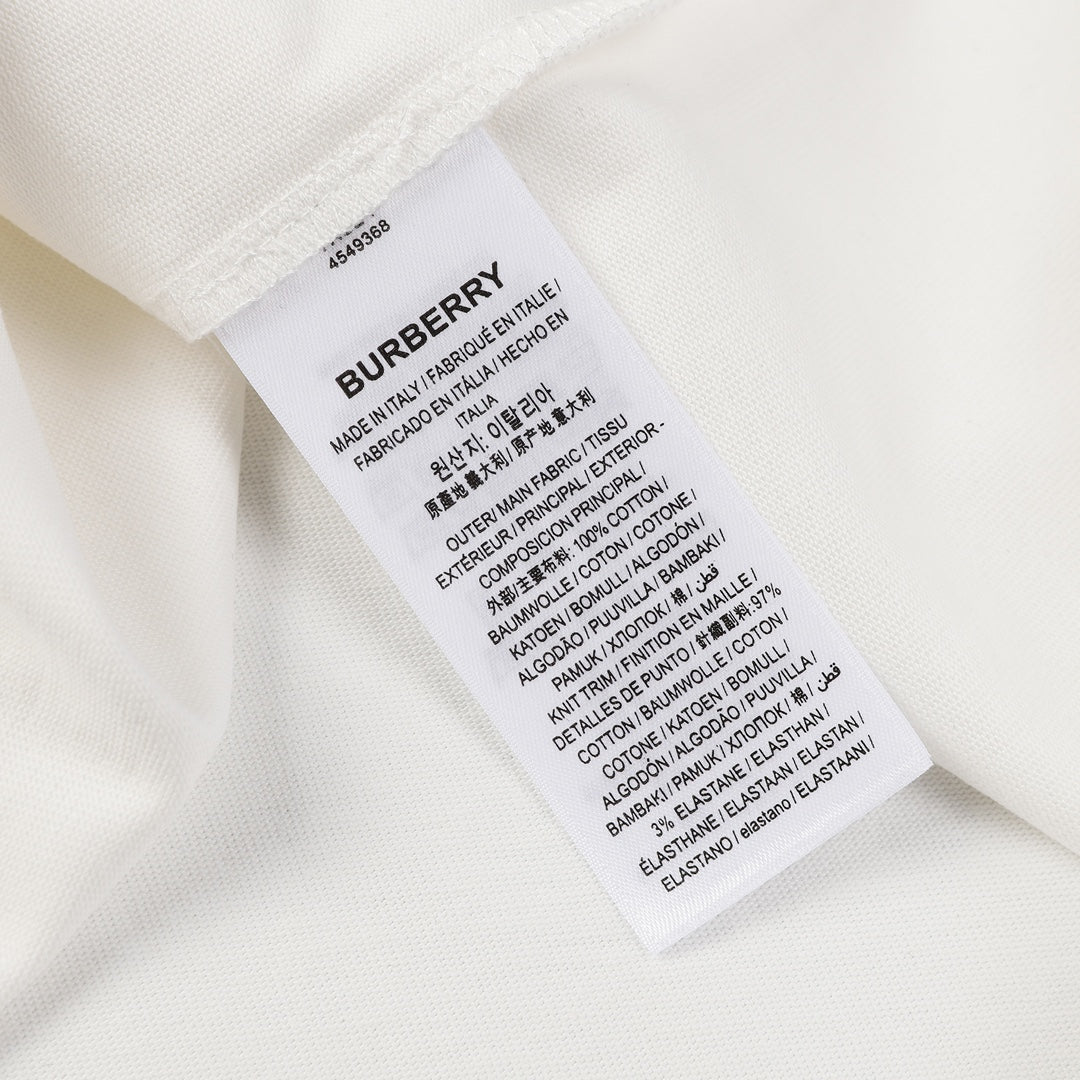 4549368
BURBERRY
MADE IN ITALY / FABRIQUÉ EN ITALIE /
FABRICADO EN ITÁLIA / HECHO EN
ITALIA
원산지: 이탈리아
原產地 義大利 / 原产地 意大利
OUTER/ MAIN FABRIC / TISSU
EXTÉRIEUR / PRINCIPAL / EXTERIOR -
COMPOSICION PRINCIPAL /
外部/主要布料: 100% COTTON /
BAUMWOLLE / COTON / COTONE /
KATOEN / BOMULL / ALGODÓN /
ALGODÃO / PUUVILLA / BAMBAKI /
PAMUK / ХЛОПОК / 棉 / قطن /
KNIT TRIM / FINITION EN MAILLE /
DETALLES DE PUNTO / 針織副料:97%
COTTON / BAUMWOLLE / COTON /
COTONE / KATOEN / BOMULL /
ALGODÓN / ALGODÃO / PUUVILLA /
BAMBAKI / PAMUK / ХЛОПОК / 棉 / قطن
3% ELASTANE / ELASTHAN /
ÉLASTHANE / ELASTAAN / ELASTAN /
ELASTANO / elastano / ELASTAANI /